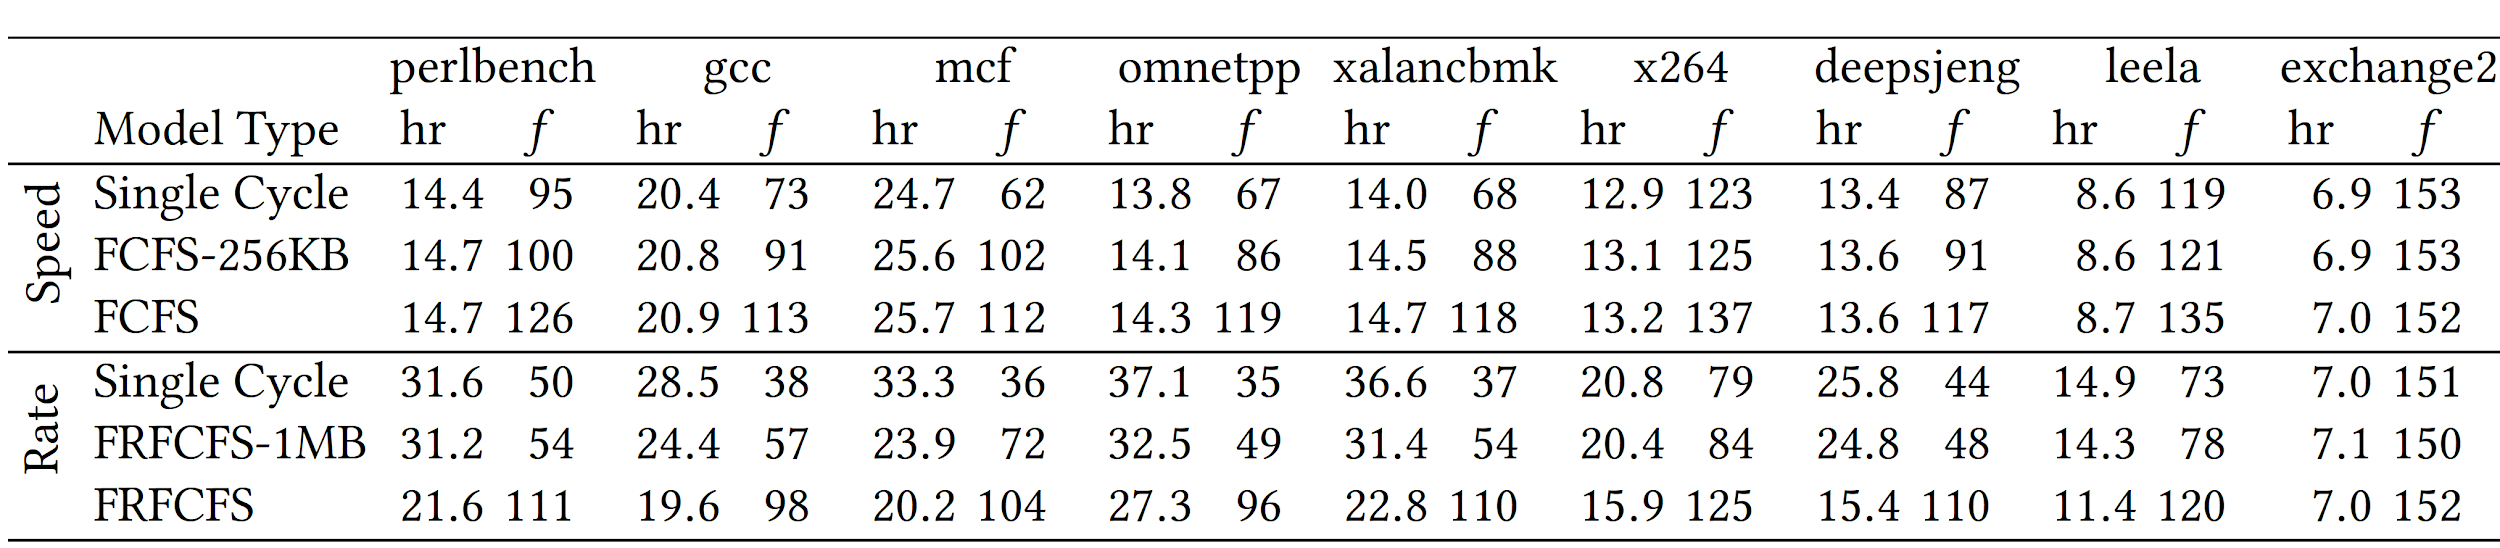 perlbench gcc mcf omnetpp xalancbmk x264 deepsjeng leela exchange2
Model Type hr f hr f hr f hr f hr f hr f hr f hr f hr f
Speed
Single Cycle 14.4 95 20.4 73 24.7 62 13.8 67 14.0 68 12.9 123 13.4 87 8.6 119 6.9 153
FCFS-256KB 14.7 100 20.8 91 25.6 102 14.1 86 14.5 88 13.1 125 13.6 91 8.6 121 6.9 153
FCFS 14.7 126 20.9 113 25.7 112 14.3 119 14.7 118 13.2 137 13.6 117 8.7 135 7.0 152
Rate
Single Cycle 31.6 50 28.5 38 33.3 36 37.1 35 36.6 37 20.8 79 25.8 44 14.9 73 7.0 151
FRFCFS-1MB 31.2 54 24.4 57 23.9 72 32.5 49 31.4 54 20.4 84 24.8 48 14.3 78 7.1 150
FRFCFS 21.6 111 19.6 98 20.2 104 27.3 96 22.8 110 15.9 125 15.4 110 11.4 120 7.0 152